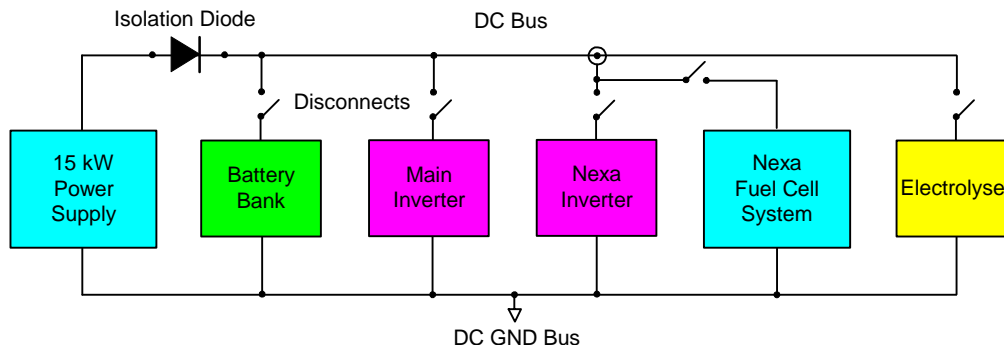 Isolation Diode
DC Bus
Disconnects
15 kW
Power
Supply
Battery
Bank
Main
Inverter
Nexa
Inverter
Nexa
Fuel Cell
System
Electrolyse
DC GND Bus